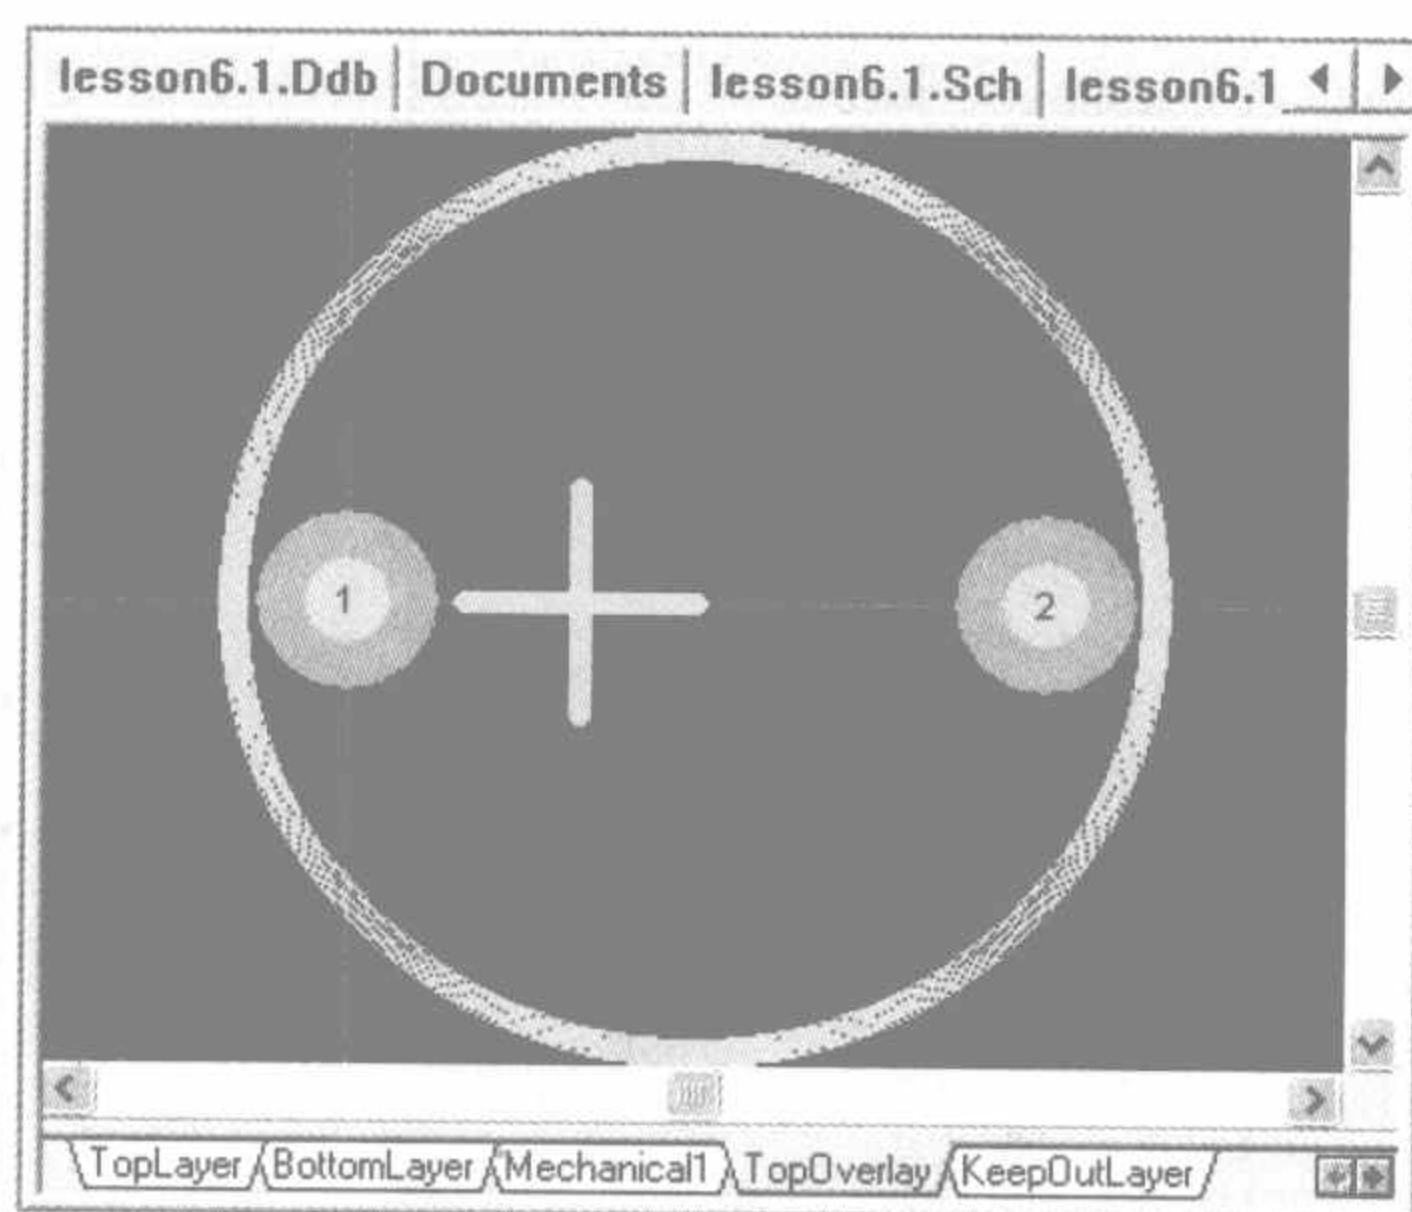 lesson6.1.Ddb Documents lesson6.1.Sch lesson6.1
1 2
TopLayer BottomLayer Mechanical1 TopOverlay KeepOutLayer